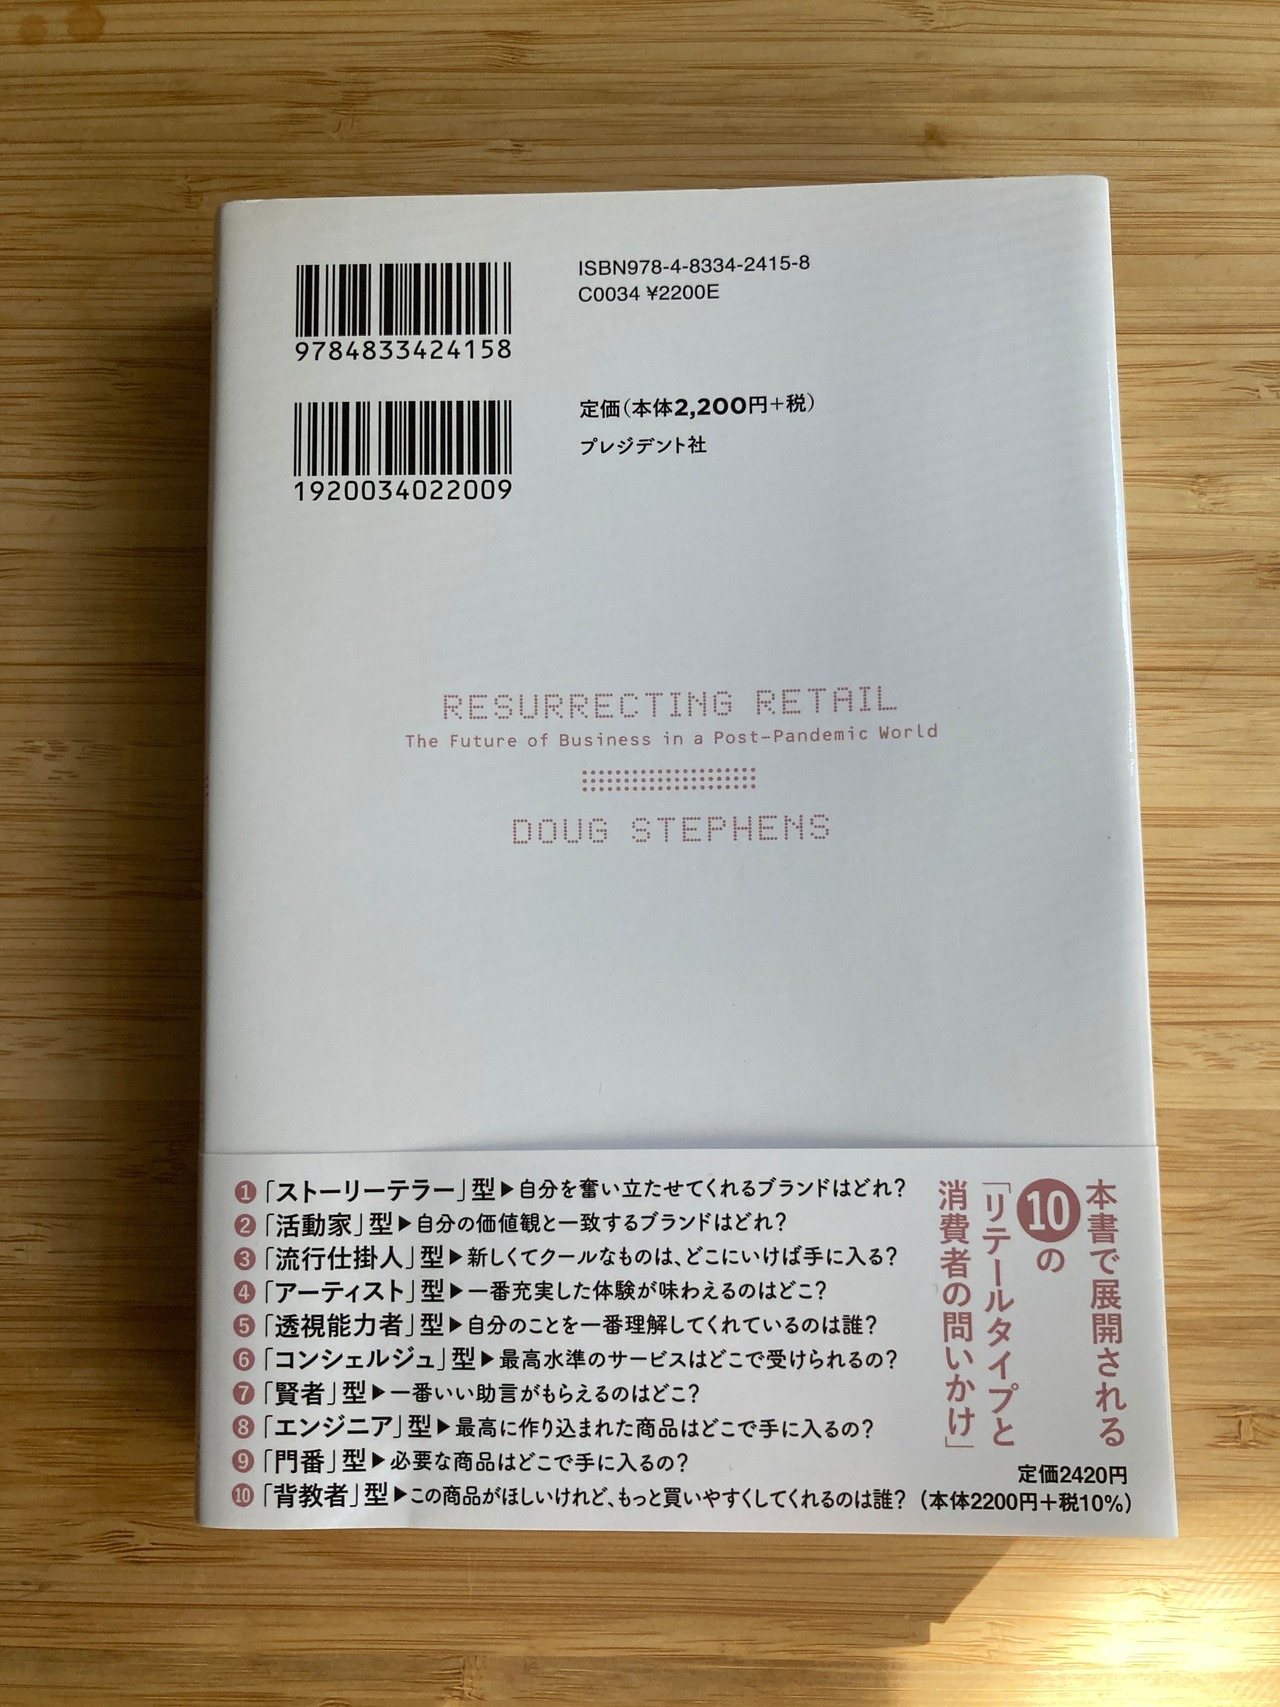 ISBN978-4-8334-2415-8
C0034 ¥2200E
9784833424158
定価(本体2,200円+税)
プレジデント社
1920034022009
RESURRECTING RETAIL
The Future of Business in a Post-Pandemic World
DOUG STEPHENS
本書で展開される
10の
「リテールタイプと
消費者の問いかけ」
❶「ストーリーテラー」型▶自分を奮い立たせてくれるブランドはどれ?
❷「活動家」型▶自分の価値観と一致するブランドはどれ?
❸「流行仕掛人」型▶新しくてクールなものは、どこにいけば手に入る?
❹「アーティスト」型▶一番充実した体験が味わえるのはどこ?
❺「透視能力者」型▶自分のことを一番理解してくれているのは誰?
❻「コンシェルジュ」型▶最高水準のサービスはどこで受けられるの?
❼「賢者」型▶一番いい助言がもらえるのはどこ?
❽「エンジニア」型▶最高に作り込まれた商品はどこで手に入るの?
❾「門番」型▶必要な商品はどこで手に入るの?
❿「背教者」型▶この商品がほしいけれど、もっと買いやすくしてくれるのは誰?
定価2420円
(本体2200円+税10%)